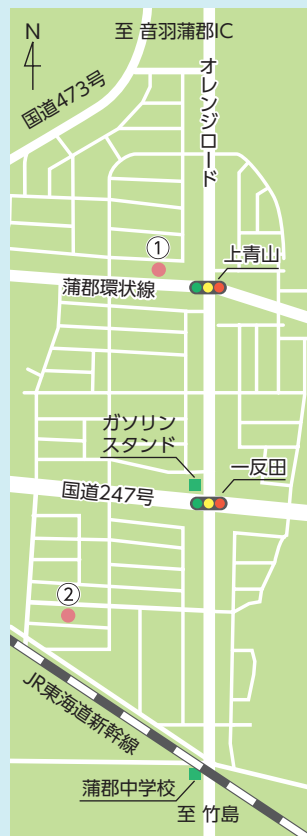 N
至 音羽蒲郡IC
国道473号
オレンジロード
①
上青山
蒲郡環状線
ガソリン
スタンド
一反田
国道247号
②
JR東海道新幹線
蒲郡中学校
至 竹島